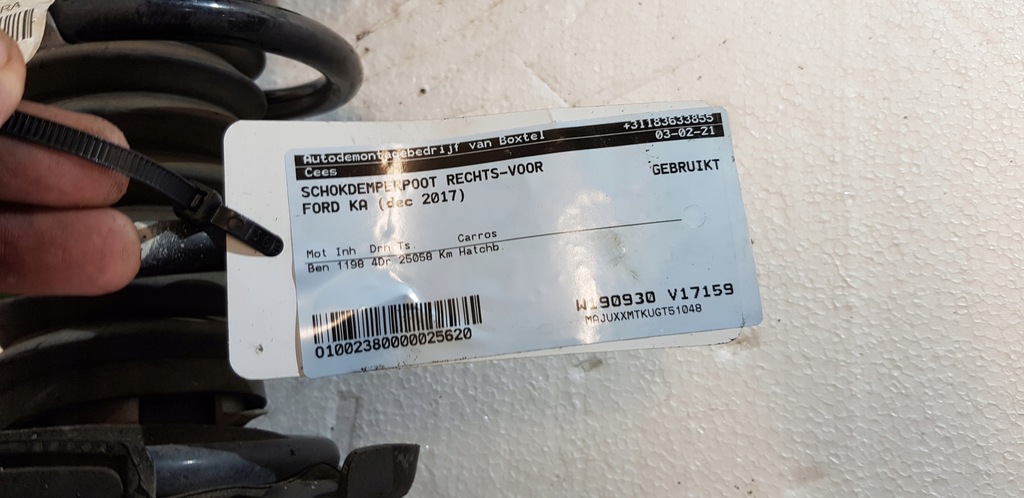 RA
Autodemontagebedrijf van Boxtel +31183633855
Cees 03-02-21
SCHOKDEMPERPOOT RECHTS-VOOR GEBRUIKT
FORD KA (dec 2017)
Mot Inh Drn Ts. Carros
Ben 1198 4Dr 25058 Km Hatchb
W190930 V17159
MAJUXXMTKUGT51048
01002380000025620